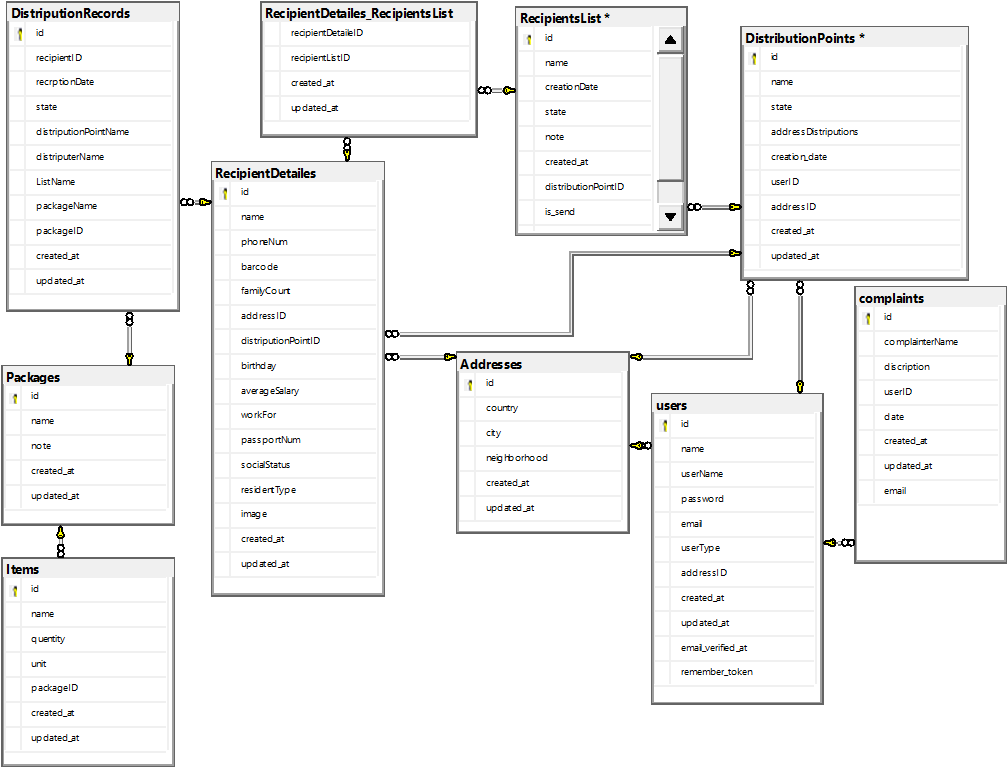 DistriputionRecords
id
recipientID
recrptionDate
state
distriputionPointName
distriputerName
ListName
packageName
packageID
created_at
updated_at
RecipientDetailes_RecipientsList
recipientDetaileID
recipientListID
created_at
updated_at
RecipientsList *
id
name
creationDate
state
note
created_at
distributionPointID
is_send
DistributionPoints *
id
name
state
addressDistriputions
creation_date
userID
addressID
created_at
updated_at
RecipientDetailes
id
name
phoneNum
barcode
familyCount
addressID
distriputionPointID
birthday
averageSalary
workFor
passportNum
socialStatus
residentType
image
created_at
updated_at
complaints
id
complainterName
discription
userID
date
created_at
updated_at
email
Packages
id
name
note
created_at
updated_at
Addresses
id
country
city
neighborhood
created_at
updated_at
users
id
name
userName
password
email
userType
addressID
created_at
updated_at
email_verified_at
remember_token
Items
id
name
quentity
unit
packageID
created_at
updated_at